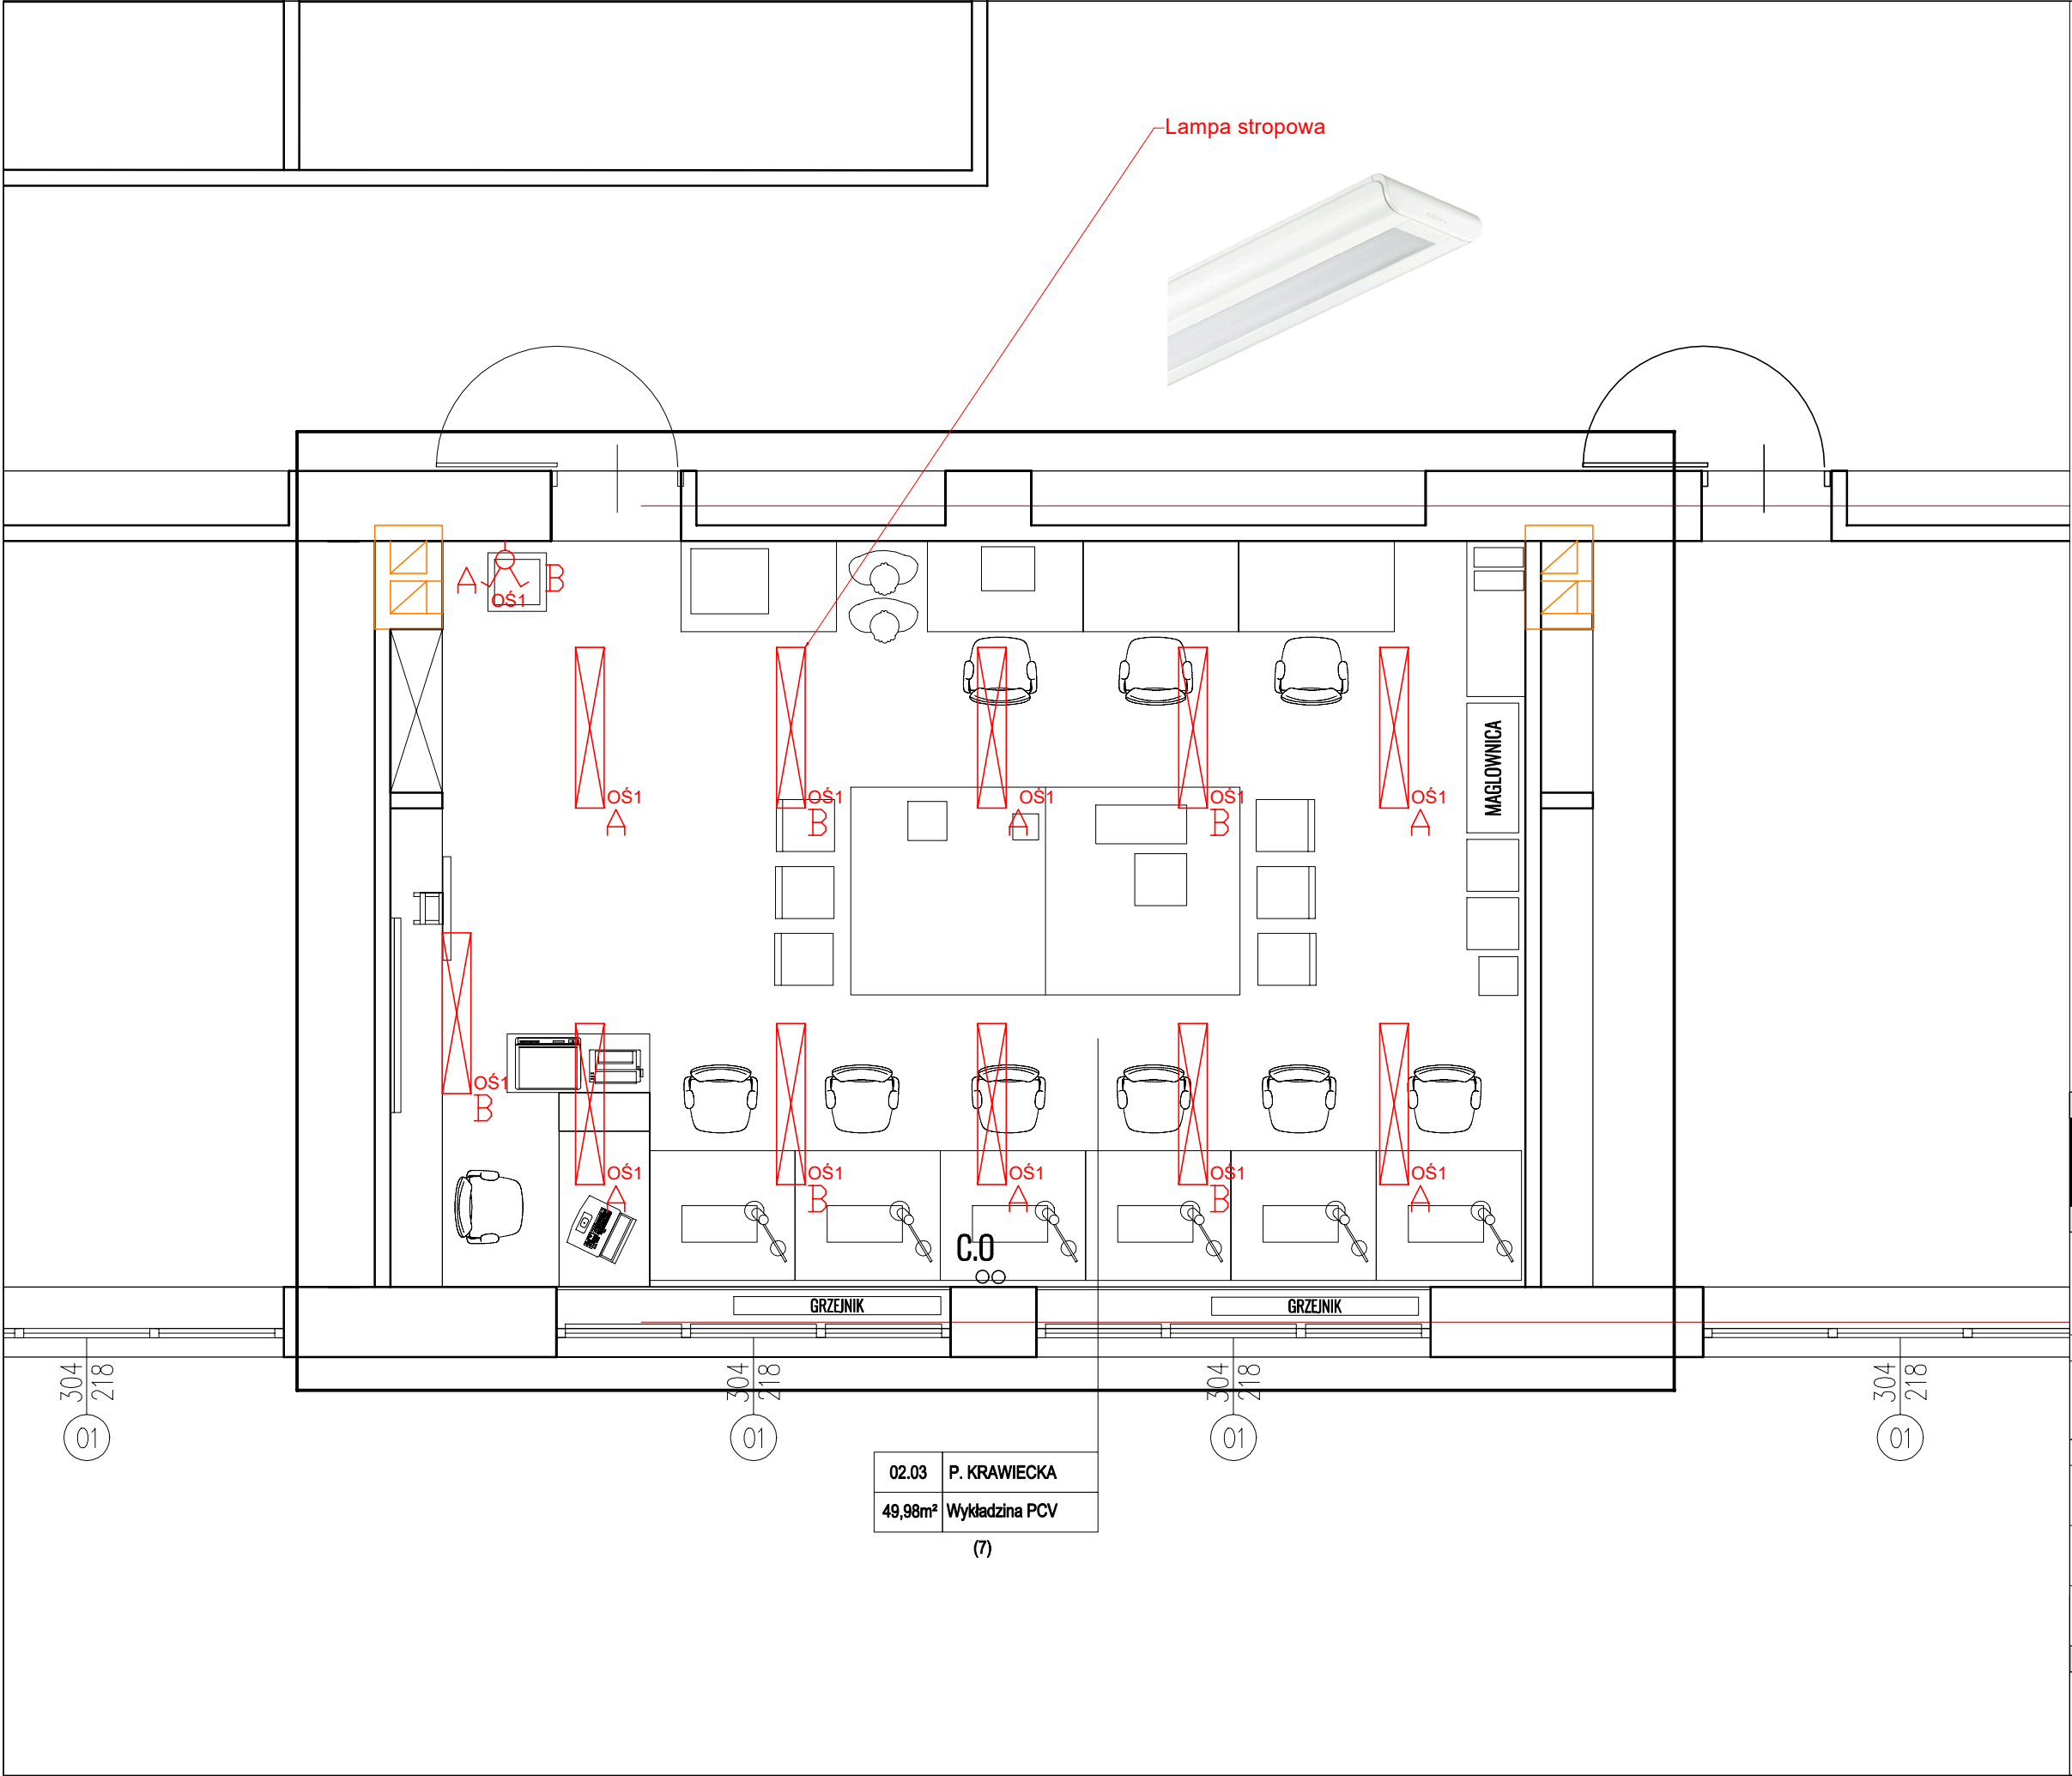 Lampa stropowa
A
B
OŚ1
MAGLOWNICA
OŚ1
A
OŚ1
B
OŚ1
A
OŚ1
B
OŚ1
A
OŚ1
B
OŚ1
A
OŚ1
B
OŚ1
A
OŚ1
B
OŚ1
A
C.O
GRZEJNIK
GRZEJNIK
304
218
01
304
218
01
304
218
01
304
218
01
02.03 P. KRAWIECKA
49,98m² Wykładzina PCV
(7)